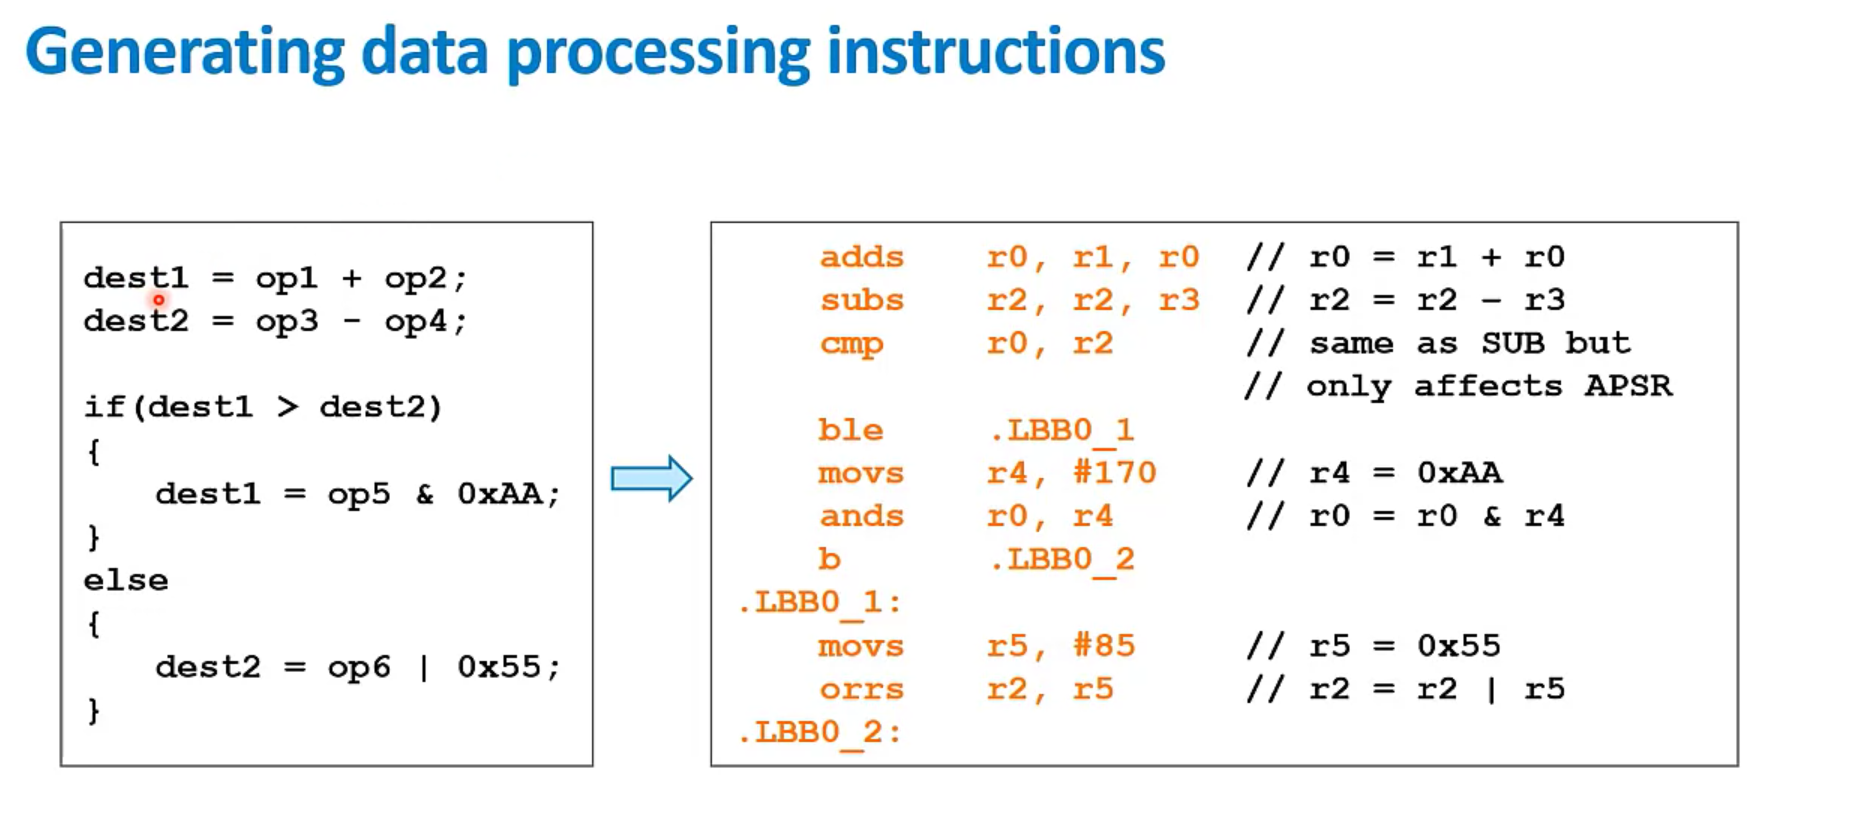 Generating data processing instructions
dest1 = op1 + op2;
dest2 = op3 - op4;
if(dest1 > dest2)
{
dest1 = op5 & 0xAA;
}
else
{
dest2 = op6 | 0x55;
}
adds r0, r1, r0 // r0 = r1 + r0
subs r2, r2, r3 // r2 = r2 – r3
cmp r0, r2 // same as SUB but
// only affects APSR
ble .LBB0_1
movs r4, #170 // r4 = 0xAA
ands r0, r4 // r0 = r0 & r4
b .LBB0_2
.LBB0_1:
movs r5, #85 // r5 = 0x55
orrs r2, r5 // r2 = r2 | r5
.LBB0_2: